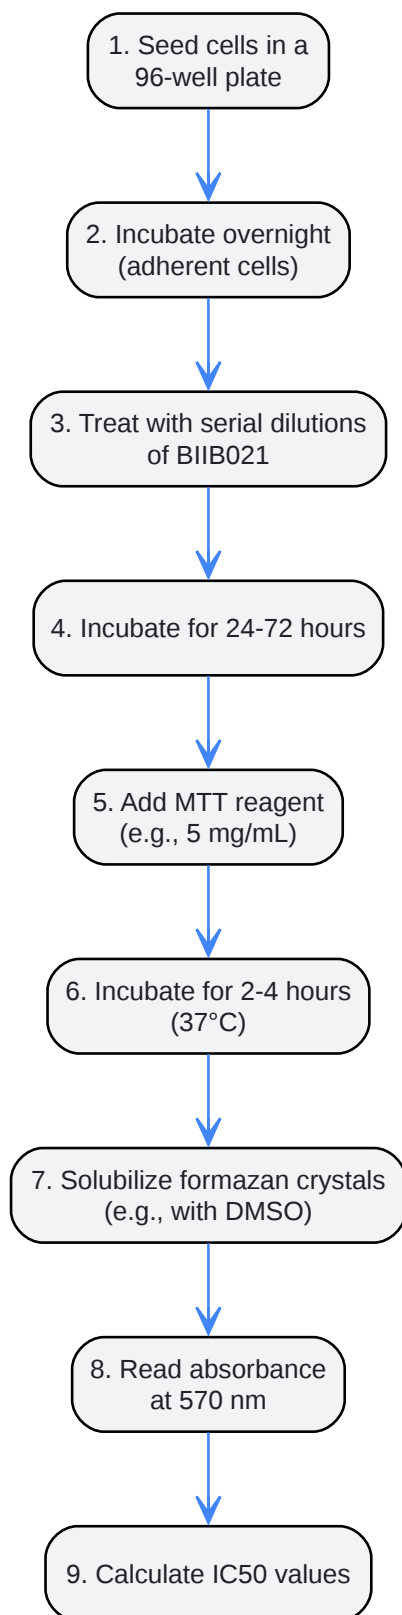 1. Seed cells in a
96-well plate
2. Incubate overnight
(adherent cells)
3. Treat with serial dilutions
of BIIB021
4. Incubate for 24-72 hours
5. Add MTT reagent
(e.g., 5 mg/mL)
6. Incubate for 2-4 hours
(37°C)
7. Solubilize formazan crystals
(e.g., with DMSO)
8. Read absorbance
at 570 nm
9. Calculate IC50 values